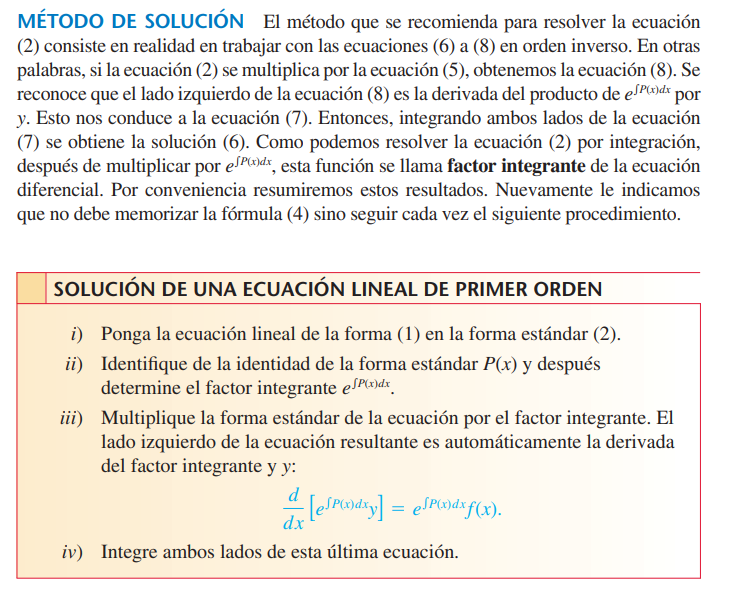 MÉTODO DE SOLUCIÓN El método que se recomienda para resolver la ecuación
(2) consiste en realidad en trabajar con las ecuaciones (6) a (8) en orden inverso. En otras
palabras, si la ecuación (2) se multiplica por la ecuación (5), obtenemos la ecuación (8). Se
reconoce que el lado izquierdo de la ecuación (8) es la derivada del producto de e^{∫P(x)dx} por
y. Esto nos conduce a la ecuación (7). Entonces, integrando ambos lados de la ecuación
(7) se obtiene la solución (6). Como podemos resolver la ecuación (2) por integración,
después de multiplicar por e^{∫P(x)dx}, esta función se llama factor integrante de la ecuación
diferencial. Por conveniencia resumiremos estos resultados. Nuevamente le indicamos
que no debe memorizar la fórmula (4) sino seguir cada vez el siguiente procedimiento.
SOLUCIÓN DE UNA ECUACIÓN LINEAL DE PRIMER ORDEN
i) Ponga la ecuación lineal de la forma (1) en la forma estándar (2).
ii) Identifique de la identidad de la forma estándar P(x) y después
determine el factor integrante e^{∫P(x)dx}.
iii) Multiplique la forma estándar de la ecuación por el factor integrante. El
lado izquierdo de la ecuación resultante es automáticamente la derivada
del factor integrante y y:
d/dx [e^{∫P(x)dx}y] = e^{∫P(x)dx}f(x).
iv) Integre ambos lados de esta última ecuación.